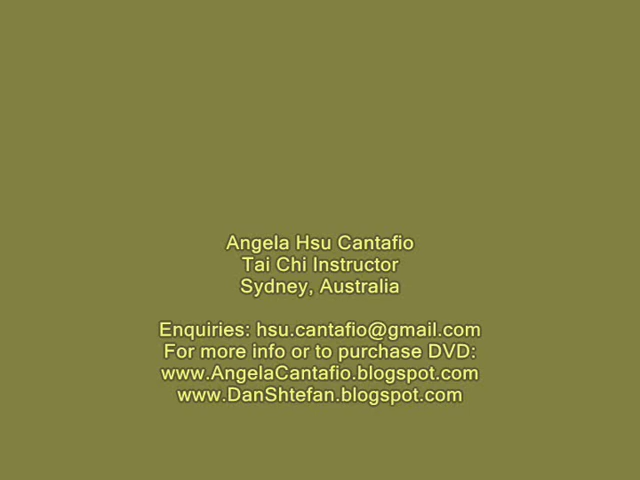 Angela Hsu Cantafio
Tai Chi Instructor
Sydney, Australia
Enquiries: hsu.cantafio@gmail.com
For more info or to purchase DVD:
www.AngelaCantafio.blogspot.com
www.DanShtefan.blogspot.com